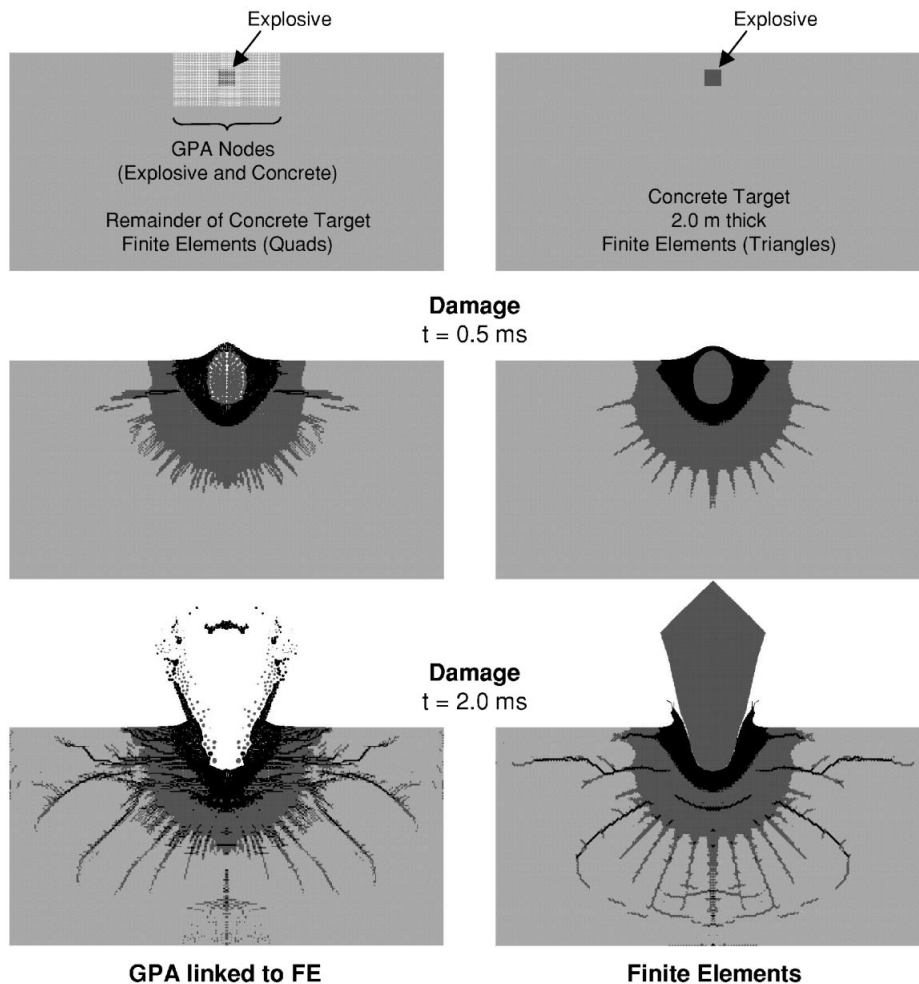 Explosive
GPA Nodes
(Explosive and Concrete)
Remainder of Concrete Target
Finite Elements (Quads)
Explosive
Concrete Target
2.0 m thick
Finite Elements (Triangles)
Damage
t = 0.5 ms
Damage
t = 2.0 ms
GPA linked to FE
Finite Elements